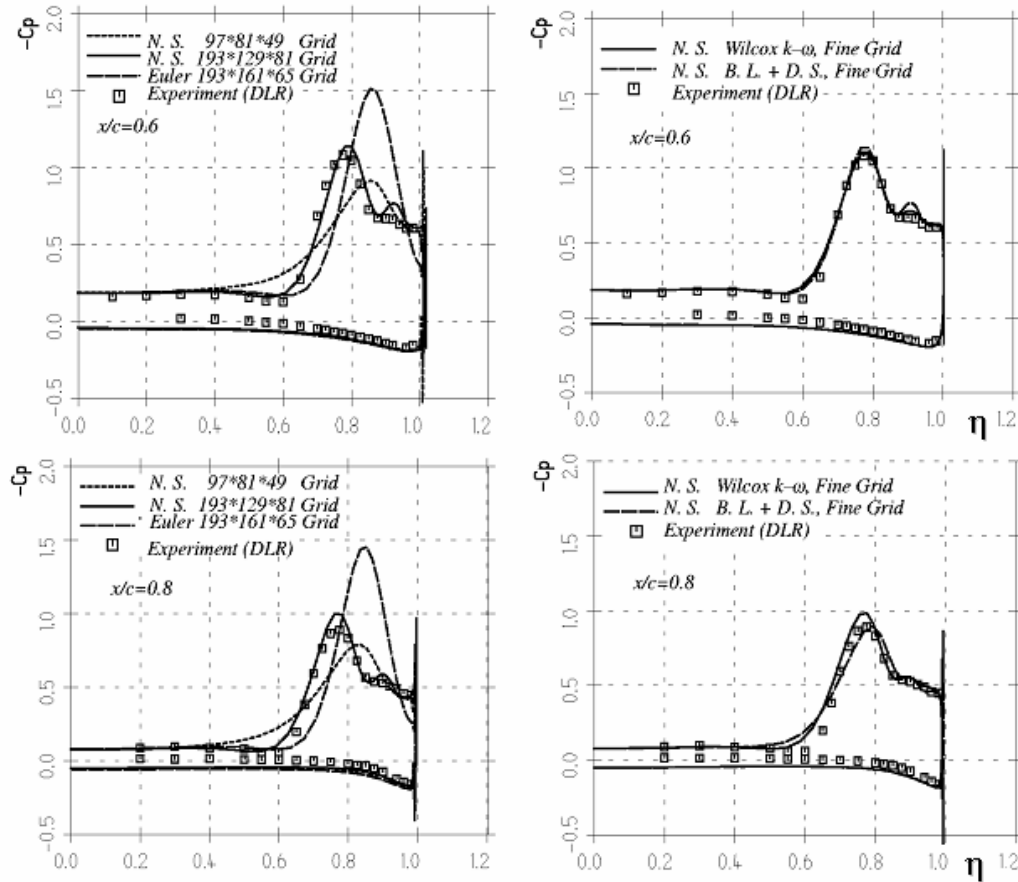 -Cp
2.0
1.5
1.0
0.5
0.0
-0.5
N. S. 97*81*49 Grid
N. S. 193*129*81 Grid
Euler 193*161*65 Grid
Experiment (DLR)
x/c=0.6
0.0 0.2 0.4 0.6 0.8 1.0 1.2
-Cp
2.0
1.5
1.0
0.5
0.0
-0.5
N. S. Wilcox k-ω, Fine Grid
N. S. B. L. + D. S., Fine Grid
Experiment (DLR)
x/c=0.6
0.0 0.2 0.4 0.6 0.8 1.0 1.2
η
-Cp
2.0
1.5
1.0
0.5
0.0
-0.5
N. S. 97*81*49 Grid
N. S. 193*129*81 Grid
Euler 193*161*65 Grid
Experiment (DLR)
x/c=0.8
0.0 0.2 0.4 0.6 0.8 1.0 1.2
-Cp
2.0
1.5
1.0
0.5
0.0
-0.5
N. S. Wilcox k-ω, Fine Grid
N. S. B. L. + D. S., Fine Grid
Experiment (DLR)
x/c=0.8
0.0 0.2 0.4 0.6 0.8 1.0 1.2
η